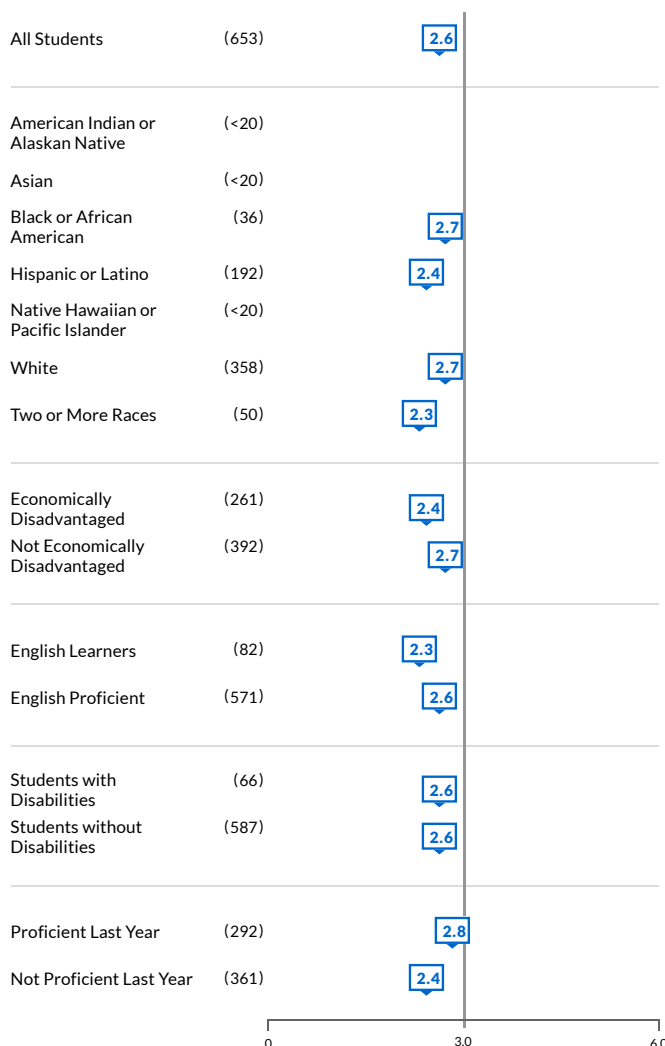 All Students (653) 2.6
American Indian or (<20)
Alaskan Native
Asian (<20)
Black or African (36) 2.7
American
Hispanic or Latino (192) 2.4
Native Hawaiian or (<20)
Pacific Islander
White (358) 2.7
Two or More Races (50) 2.3
Economically (261) 2.4
Disadvantaged
Not Economically (392) 2.7
Disadvantaged
English Learners (82) 2.3
English Proficient (571) 2.6
Students with (66) 2.6
Disabilities
Students without (587) 2.6
Disabilities
Proficient Last Year (292) 2.8
Not Proficient Last Year (361) 2.4
0 3.0 6.0